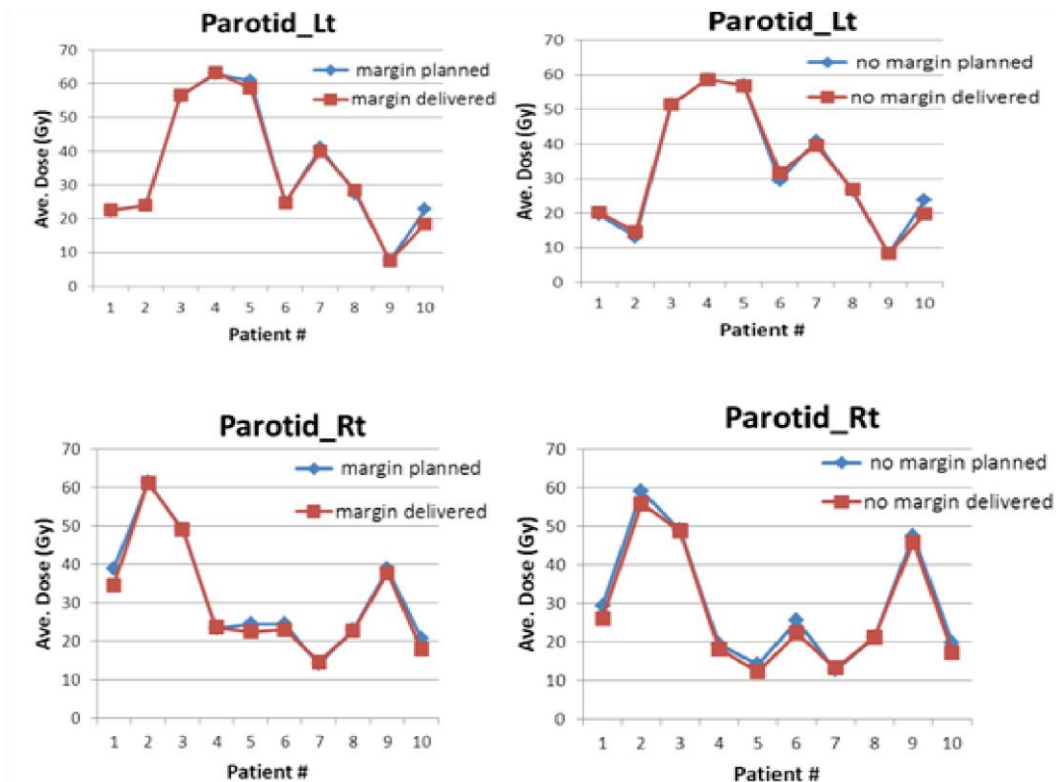 Parotid_Lt
margin planned
margin delivered
Ave. Dose (Gy)
70
60
50
40
30
20
10
0
1 2 3 4 5 6 7 8 9 10
Patient #
Parotid_Lt
no margin planned
no margin delivered
Ave. Dose (Gy)
70
60
50
40
30
20
10
0
1 2 3 4 5 6 7 8 9 10
Patient #
Parotid_Rt
margin planned
margin delivered
Ave. Dose (Gy)
70
60
50
40
30
20
10
0
1 2 3 4 5 6 7 8 9 10
Patient #
Parotid_Rt
no margin planned
no margin delivered
Ave. Dose (Gy)
70
60
50
40
30
20
10
0
1 2 3 4 5 6 7 8 9 10
Patient #